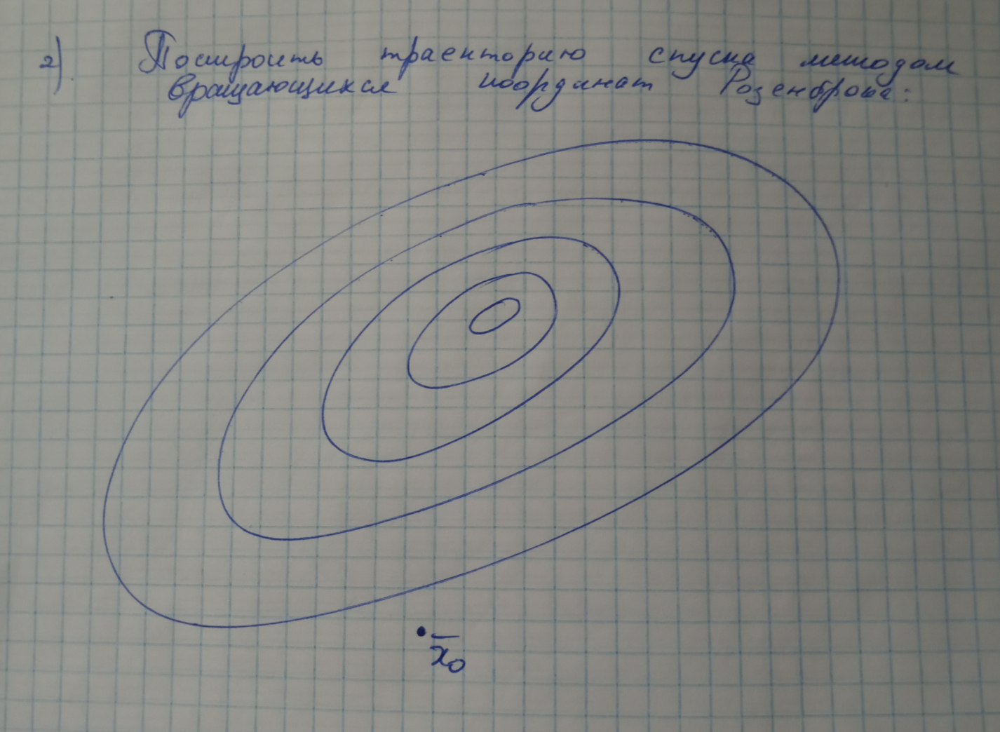 2) Построить траекторию спуска методом
вращающихся координат Розенброка:
x̄₀